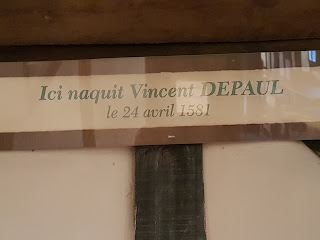 Ici naquit Vincent DEPAUL
le 24 avril 1581